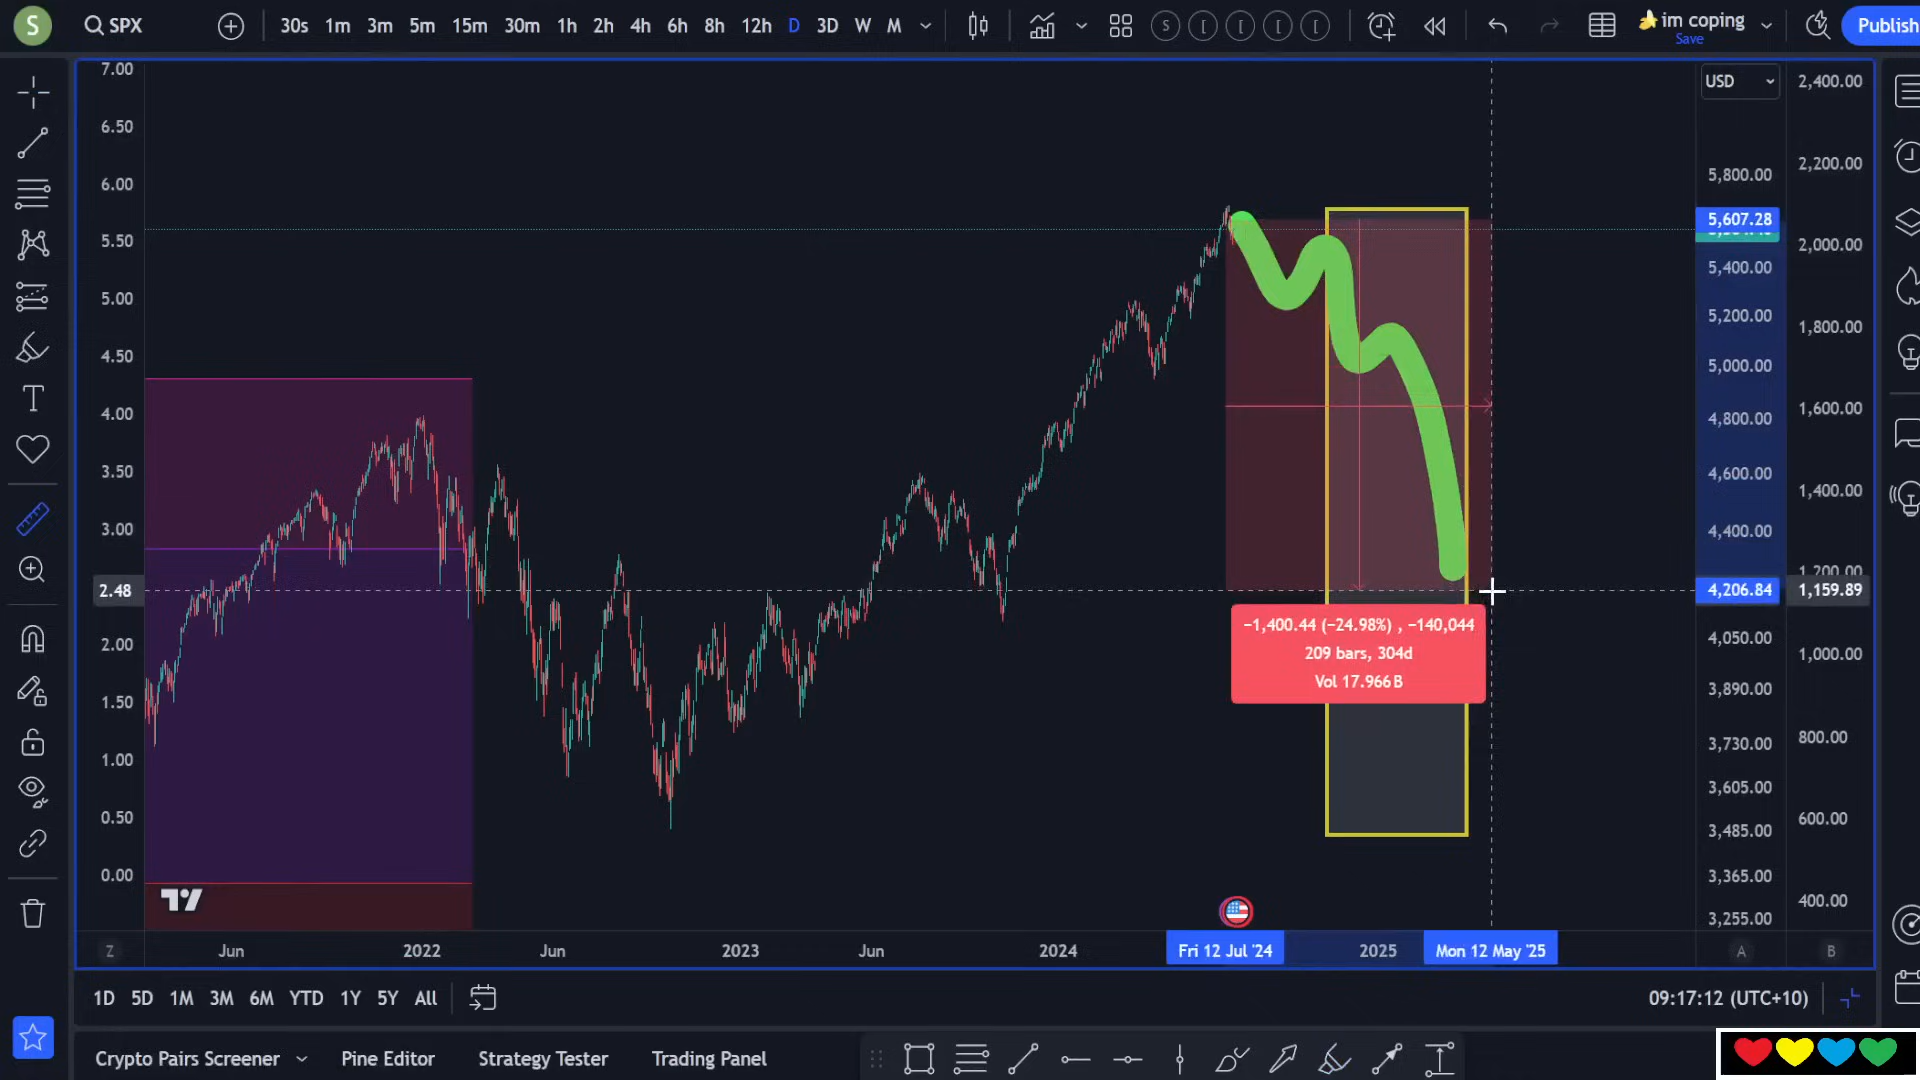 S
SPX
30s 1m 3m 5m 15m 30m 1h 2h 4h 6h 8h 12h D 3D W M
S [ [ [ [
🍌 im coping
Save
Publish
7.00
6.50
6.00
5.50
5.00
4.50
4.00
3.50
3.00
2.48
2.00
1.50
1.00
0.50
0.00
USD
5,800.00
5,607.28
5,400.00
5,200.00
5,000.00
4,800.00
4,600.00
4,400.00
4,206.84
4,050.00
3,890.00
3,730.00
3,605.00
3,485.00
3,365.00
3,255.00
2,400.00
2,200.00
2,000.00
1,800.00
1,600.00
1,400.00
1,200.00
1,159.89
1,000.00
800.00
600.00
400.00
−1,400.44 (−24.98%) , −140,044
209 bars, 304d
Vol 17.966B
Z Jun 2022 Jun 2023 Jun 2024 Fri 12 Jul '24 2025 Mon 12 May '25 A B
1D 5D 1M 3M 6M YTD 1Y 5Y All
09:17:12 (UTC+10)
Crypto Pairs Screener Pine Editor Strategy Tester Trading Panel